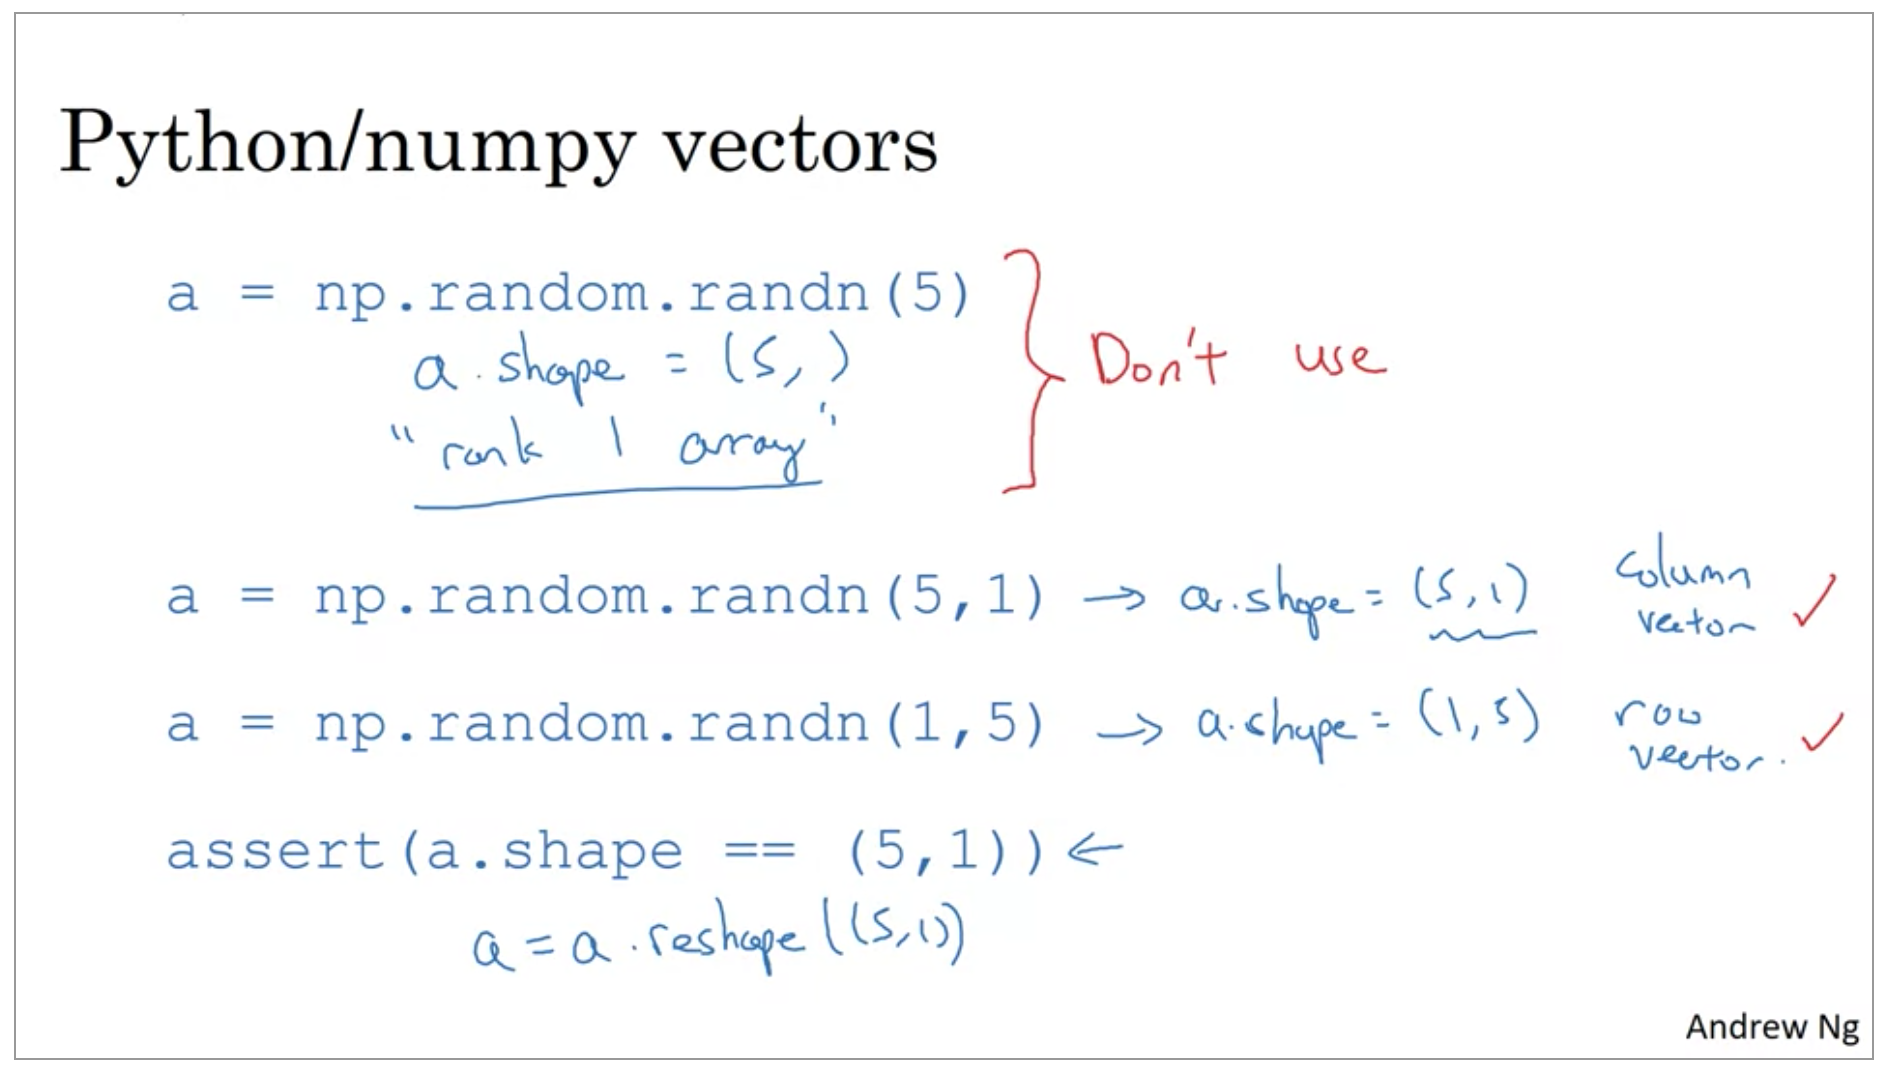 Python/numpy vectors
a = np.random.randn(5)
a.shape = (5, )
"rank 1 array"
Don't use
a = np.random.randn(5,1) → a.shape = (5,1) column vector ✓
a = np.random.randn(1,5) → a.shape = (1,5) row vector. ✓
assert(a.shape == (5,1)) ←
a = a.reshape((5,1))
Andrew Ng